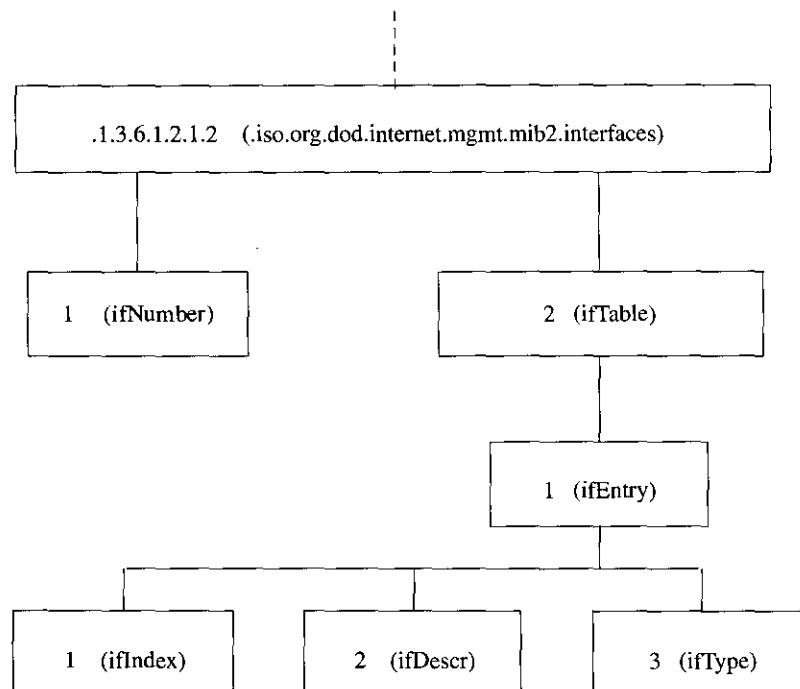 .1.3.6.1.2.1.2 (.iso.org.dod.internet.mgmt.mib2.interfaces)
1 (ifNumber)
2 (ifTable)
1 (ifEntry)
1 (ifIndex)
2 (ifDescr)
3 (ifType)